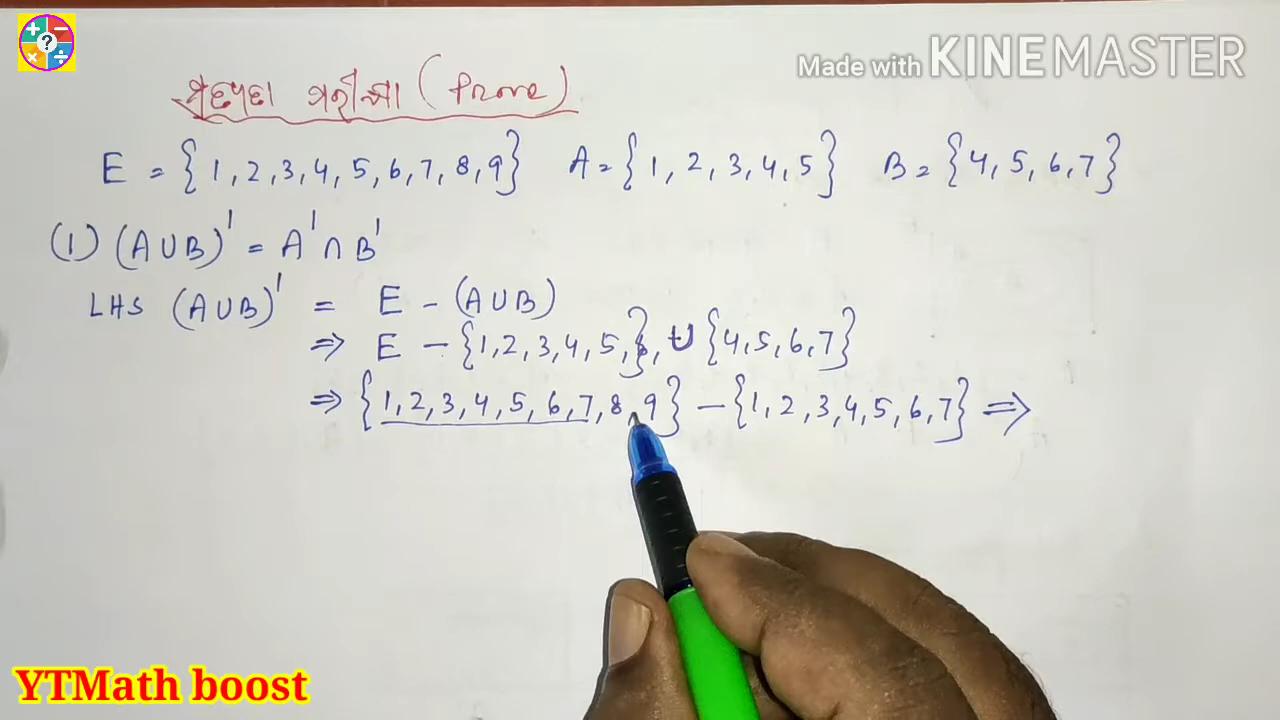 Made with KINEMASTER
ପରୀକ୍ଷା (Prove)
E = {1, 2, 3, 4, 5, 6, 7, 8, 9} A = {1, 2, 3, 4, 5} B = {4, 5, 6, 7}
(1) (A∪B)' = A' ∩ B'
LHS (A∪B)' = E - (A∪B)
⇒ E - {1, 2, 3, 4, 5}, ∪ {4, 5, 6, 7}
⇒ {1, 2, 3, 4, 5, 6, 7, 8, 9} - {1, 2, 3, 4, 5, 6, 7} ⇒
YTMath boost